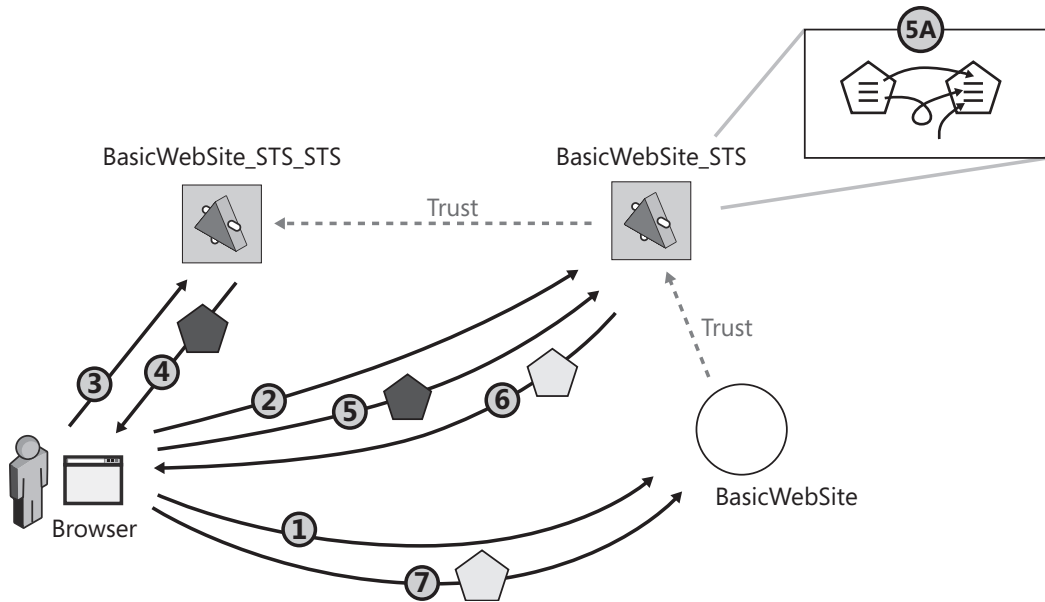 5A
BasicWebSite_STS_STS
BasicWebSite_STS
Trust
Trust
3
4
2
5
6
Browser
BasicWebSite
1
7